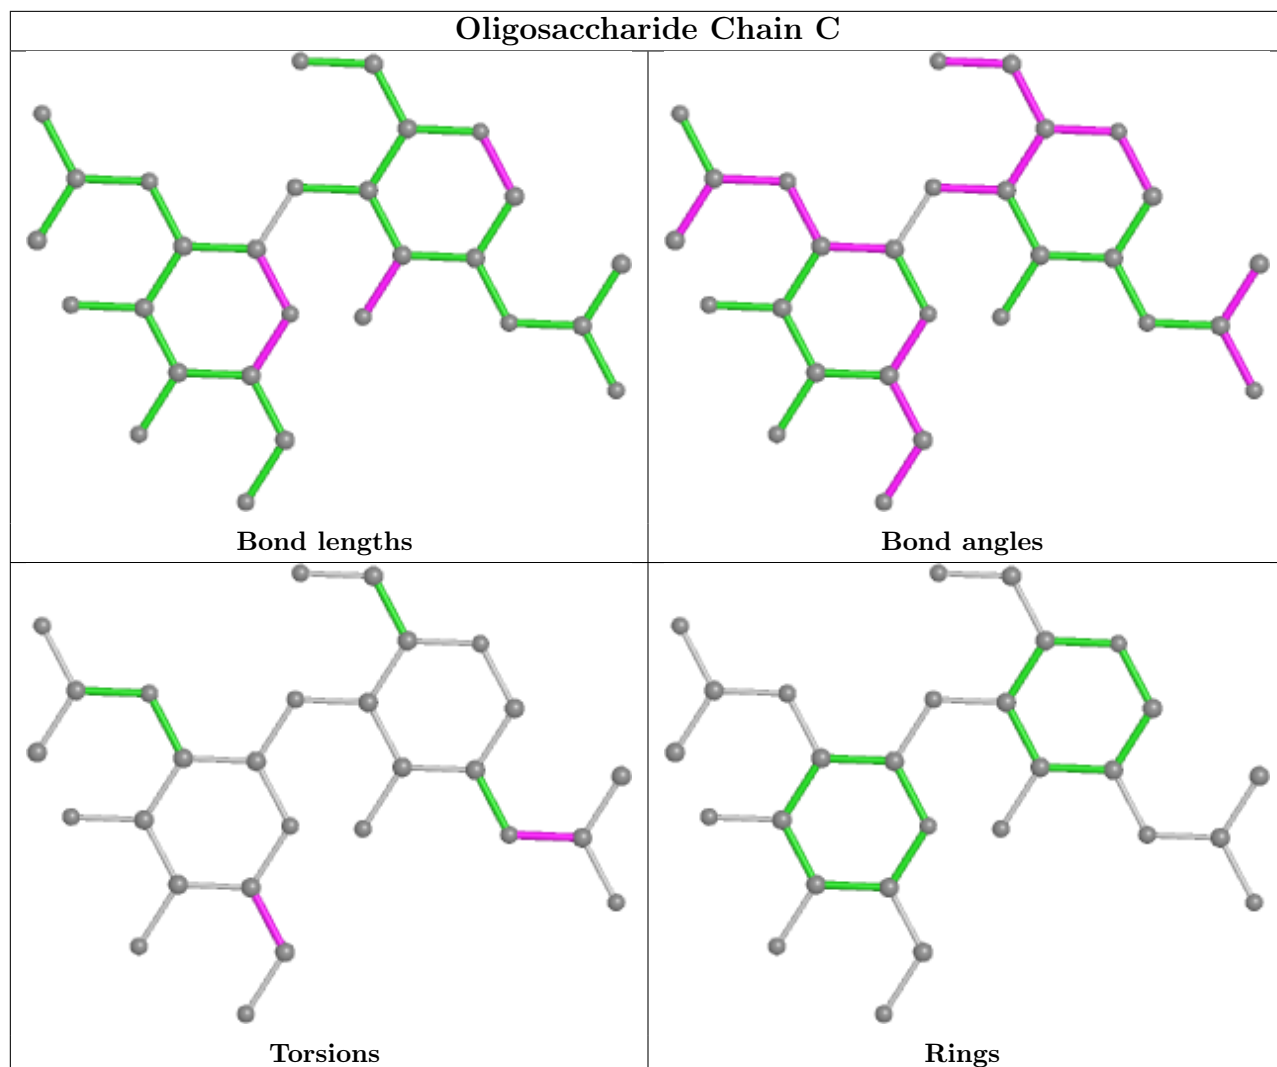 Oligosaccharide Chain C
Bond lengths
Bond angles
Torsions
Rings